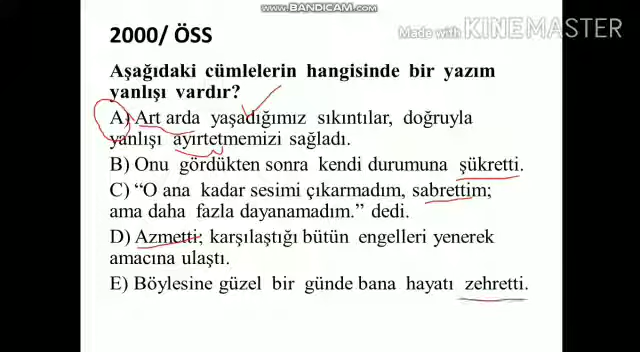 www.BANDICAM.com
Made with KINEMASTER
2000/ ÖSS
Aşağıdaki cümlelerin hangisinde bir yazım
yanlışı vardır?
A) Art arda yaşadığımız sıkıntılar, doğruyla
yanlışı ayırtetmemizi sağladı.
B) Onu gördükten sonra kendi durumuna şükretti.
C) “O ana kadar sesimi çıkarmadım, sabrettim;
ama daha fazla dayanamadım.” dedi.
D) Azmetti; karşılaştığı bütün engelleri yenerek
amacına ulaştı.
E) Böylesine güzel bir günde bana hayatı zehretti.